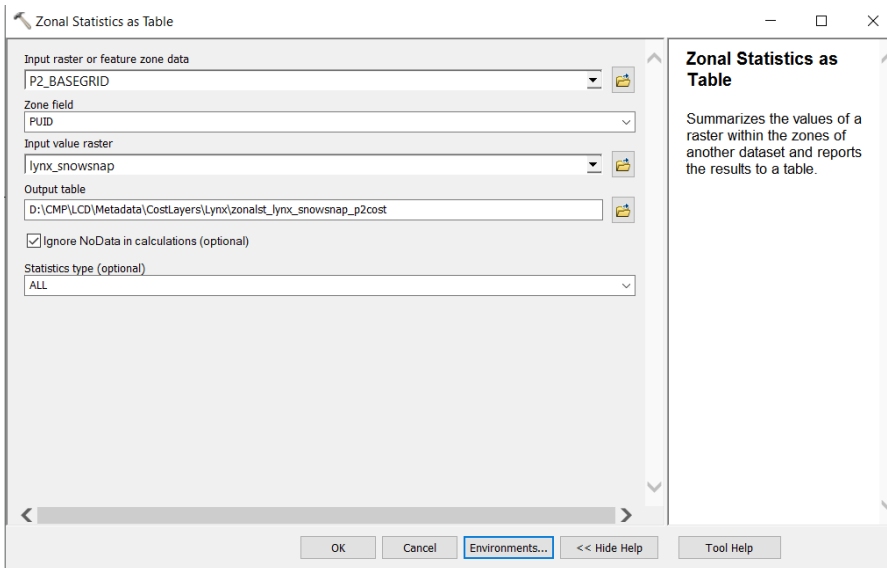 Zonal Statistics as Table
Input raster or feature zone data
P2_BASEGRID
Zone field
PUID
Input value raster
lynx_snowsnap
Output table
D:\CMP\LCD\Metadata\CostLayers\Lynx\zonalst_lynx_snowsnap_p2cost
Ignore NoData in calculations (optional)
Statistics type (optional)
ALL
Zonal Statistics as
Table
Summarizes the values of a
raster within the zones of
another dataset and reports
the results to a table.
OK
Cancel
Environments...
<< Hide Help
Tool Help